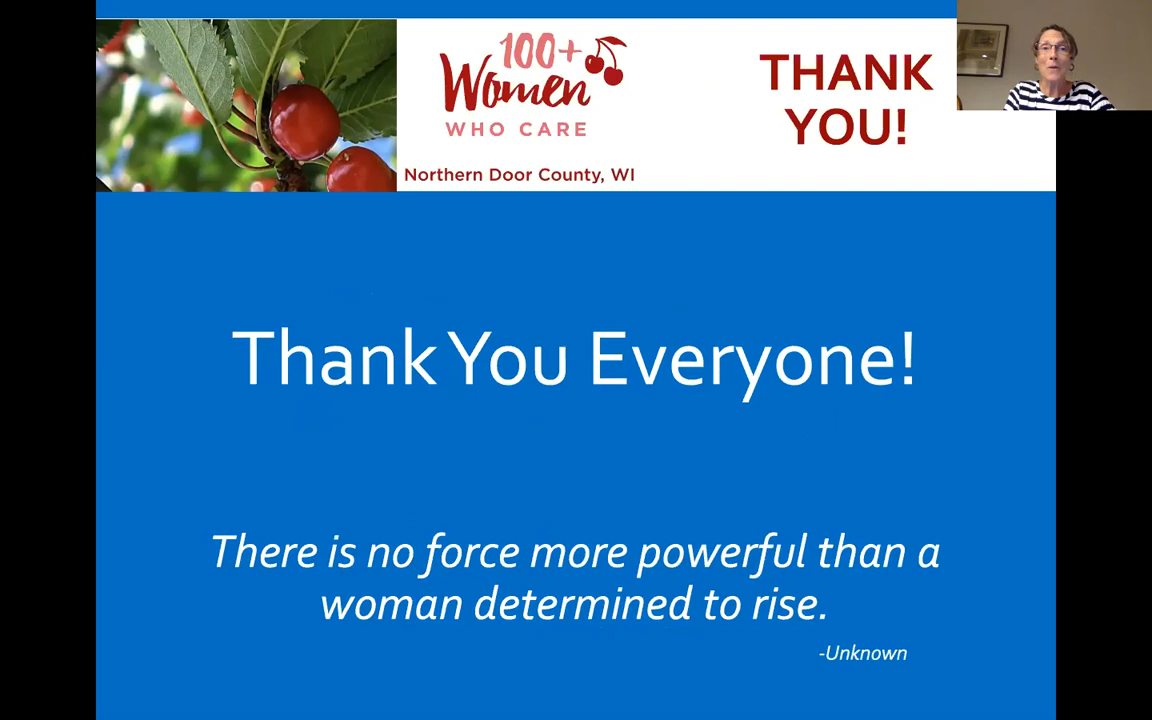 100+
Women
WHO CARE
Northern Door County, WI
THANK
YOU!
Thank You Everyone!
There is no force more powerful than a
woman determined to rise.
-Unknown